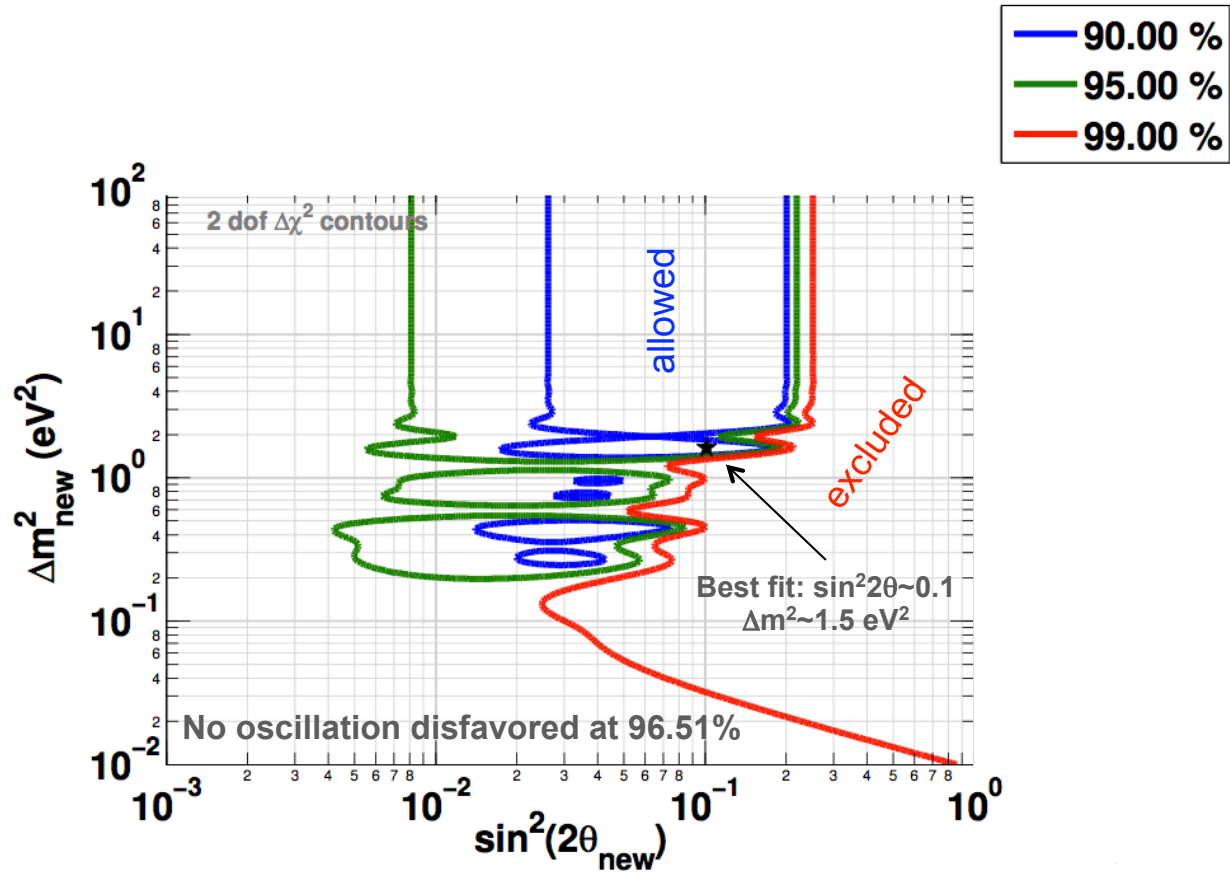 90.00 %
95.00 %
99.00 %
10²
8
6
4
2
10¹
8
6
4
2
10⁰
8
6
4
2
10⁻¹
8
6
4
2
10⁻²
Δm²new (eV²)
2 dof Δχ² contours
allowed
excluded
Best fit: sin²2θ~0.1
Δm²~1.5 eV²
No oscillation disfavored at 96.51%
2 3 4 5 6 7 8 2 3 4 5 6 7 8 2 3 4 5 6 7 8
10⁻³ 10⁻² 10⁻¹ 10⁰
sin²(2θnew)